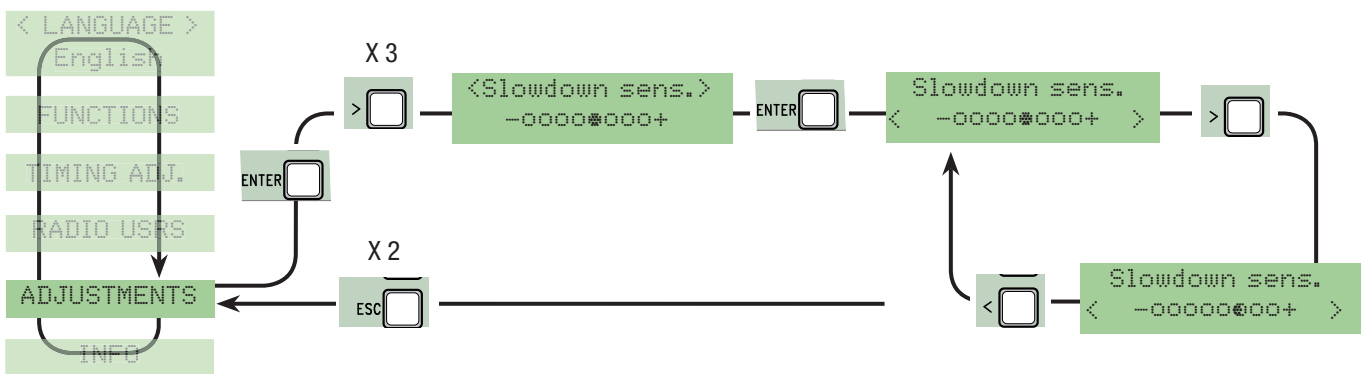 < LANGUAGE >
English
FUNCTIONS
TIMING ADJ.
RADIO USRS
ADJUSTMENTS
INFO
ENTER
X 3
>
<Slowdown sens.>
-oooo●ooo+
ENTER
Slowdown sens.
< -oooo●ooo+ >
>
Slowdown sens.
< -ooooo●oo+ >
<
X 2
ESC